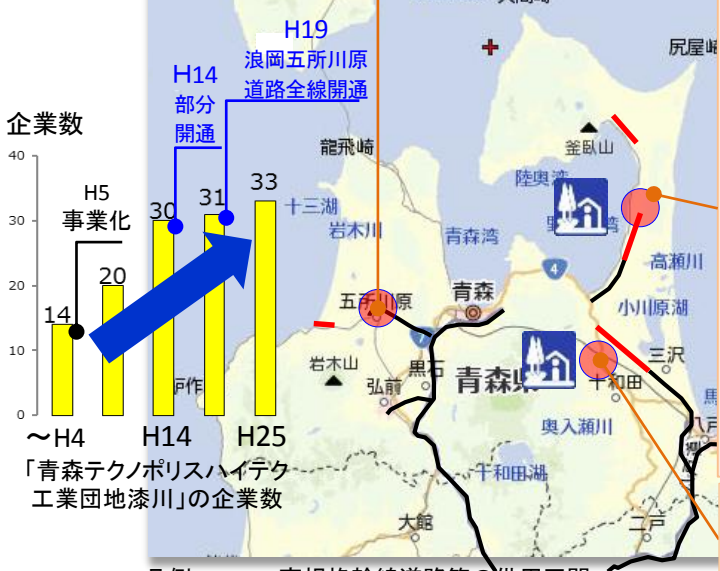 企業数
40
30
20
10
0
14
20
30
31
33
H5
事業化
H14
部分
開通
H19
浪岡五所川原
道路全線開通
～H4
H14
H25
「青森テクノポリスハイテク
工業団地漆川」の企業数
尻屋崎
釜臥山
龍飛崎
陸奥湾
十三湖
岩木川
青森湾
4
高瀬川
小川原湖
五所川原
青森
7
三沢
岩木山
黒石
弘前
青森県
十和田
奥入瀬川
八戸
十和田湖
大館
二戸